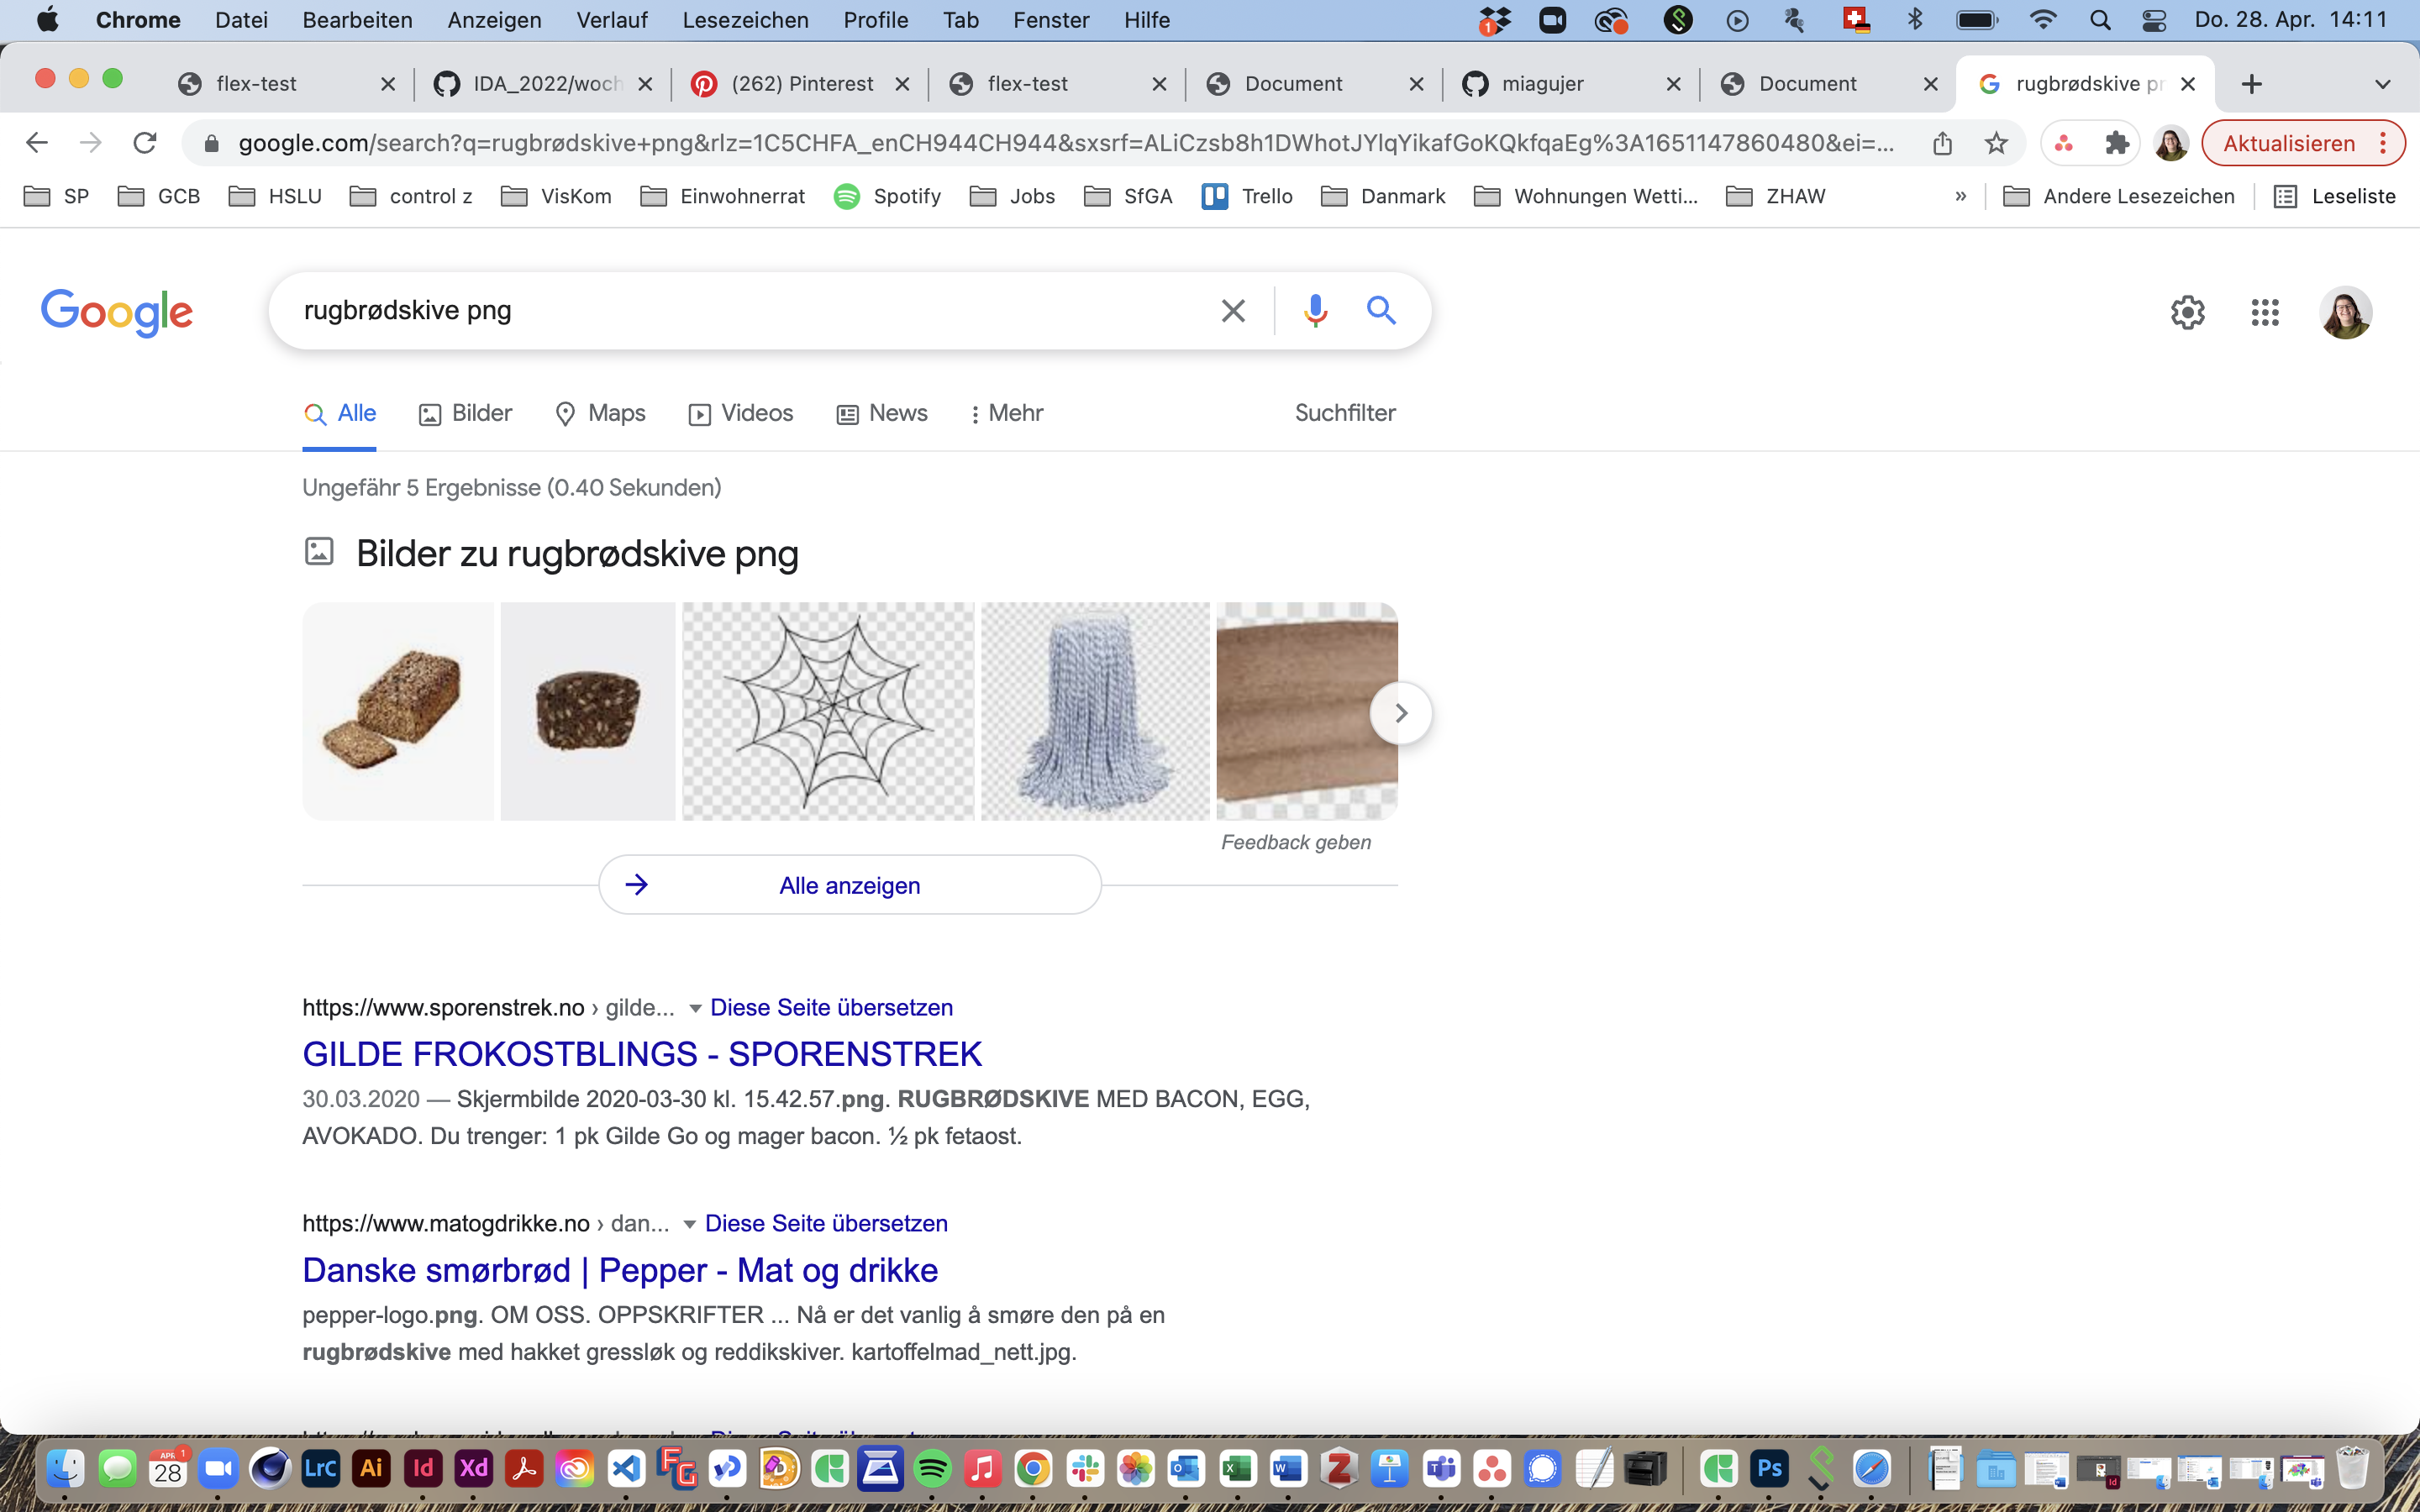 Chrome Datei Bearbeiten Anzeigen Verlauf Lesezeichen Profile Tab Fenster Hilfe 1 Do. 28. Apr. 14:11
flex-test IDA_2022/woch (262) Pinterest flex-test Document miagujer Document rugbrødskive pr
google.com/search?q=rugbrødskive+png&rlz=1C5CHFA_enCH944CH944&sxsrf=ALiCzsb8h1DWhotJYlqYikafGoKQkfqaEg%3A1651147860480&ei=... Aktualisieren
SP GCB HSLU control z VisKom Einwohnerrat Spotify Jobs SfGA Trello Danmark Wohnungen Wetti... ZHAW » Andere Lesezeichen Leseliste
Google rugbrødskive png
Alle Bilder Maps Videos News Mehr Suchfilter
Ungefähr 5 Ergebnisse (0.40 Sekunden)
Bilder zu rugbrødskive png
Feedback geben
Alle anzeigen
https://www.sporenstrek.no › gilde... Diese Seite übersetzen
GILDE FROKOSTBLINGS - SPORENSTREK
30.03.2020 — Skjermbilde 2020-03-30 kl. 15.42.57.png. RUGBRØDSKIVE MED BACON, EGG,
AVOKADO. Du trenger: 1 pk Gilde Go og mager bacon. ½ pk fetaost.
https://www.matogdrikke.no › dan... Diese Seite übersetzen
Danske smørbrød | Pepper - Mat og drikke
pepper-logo.png. OM OSS. OPPSKRIFTER ... Nå er det vanlig å smøre den på en
rugbrødskive med hakket gressløk og reddikskiver. kartoffelmad_nett.jpg.
APR 1 28 LrC Ai Id Xd FG Z Ps